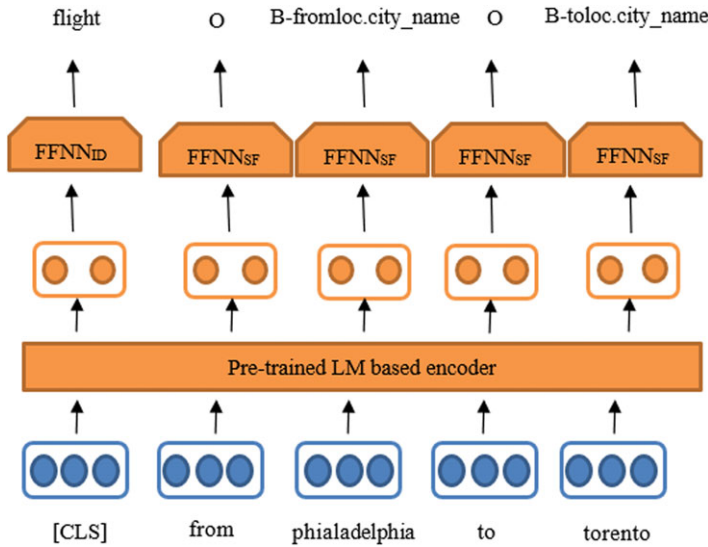 flight O B-fromloc.city_name O B-toloc.city_name
FFNNID FFNNSF FFNNSF FFNNSF FFNNSF
Pre-trained LM based encoder
[CLS] from phialadelphia to torento